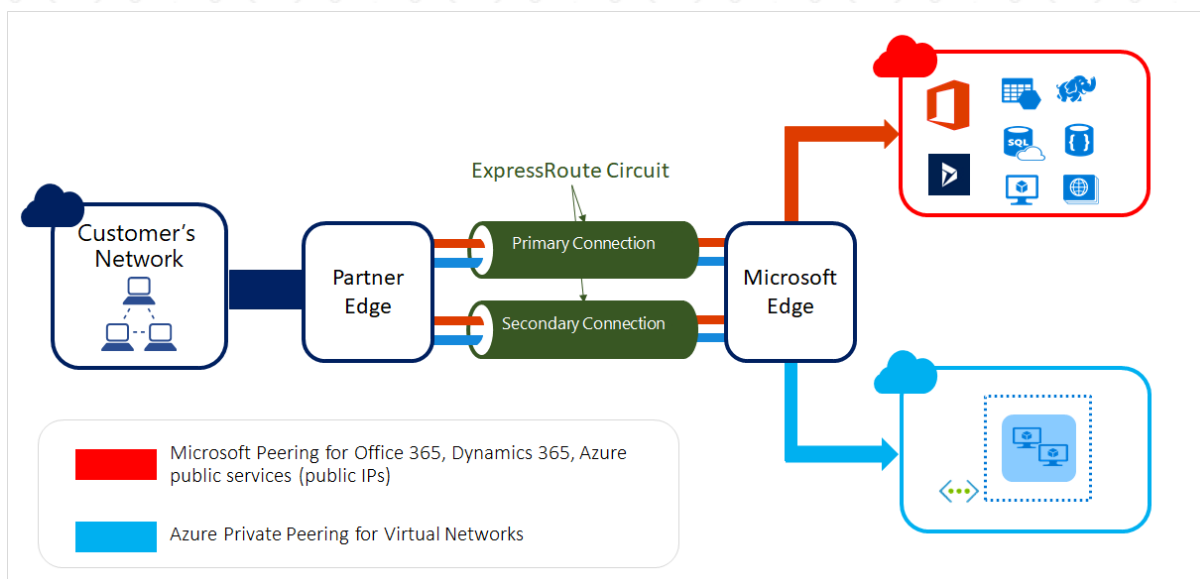 ExpressRoute Circuit
Customer's
Network
Partner
Edge
Primary Connection
Secondary Connection
Microsoft
Edge
SQL
Microsoft Peering for Office 365, Dynamics 365, Azure
public services (public IPs)
Azure Private Peering for Virtual Networks